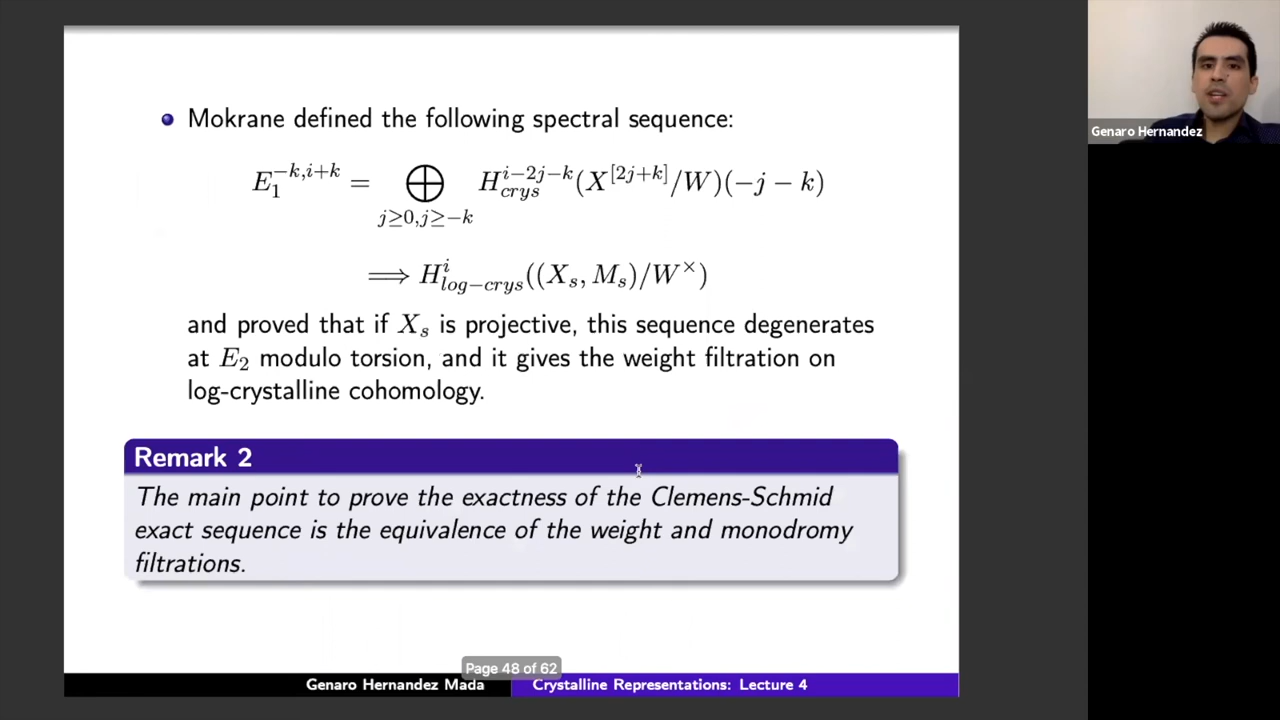 Mokrane defined the following spectral sequence:
E_1^{-k,i+k} = ⊕_{j≥0,j≥-k} H_{crys}^{i-2j-k}(X^{[2j+k]}/W)(-j-k)
⟹ H^i_{log-crys}((X_s, M_s)/W^×)
and proved that if X_s is projective, this sequence degenerates
at E_2 modulo torsion, and it gives the weight filtration on
log-crystalline cohomology.
Remark 2
The main point to prove the exactness of the Clemens-Schmid
exact sequence is the equivalence of the weight and monodromy
filtrations.
Page 48 of 62
Genaro Hernandez Mada
Crystalline Representations: Lecture 4
Genaro Hernandez